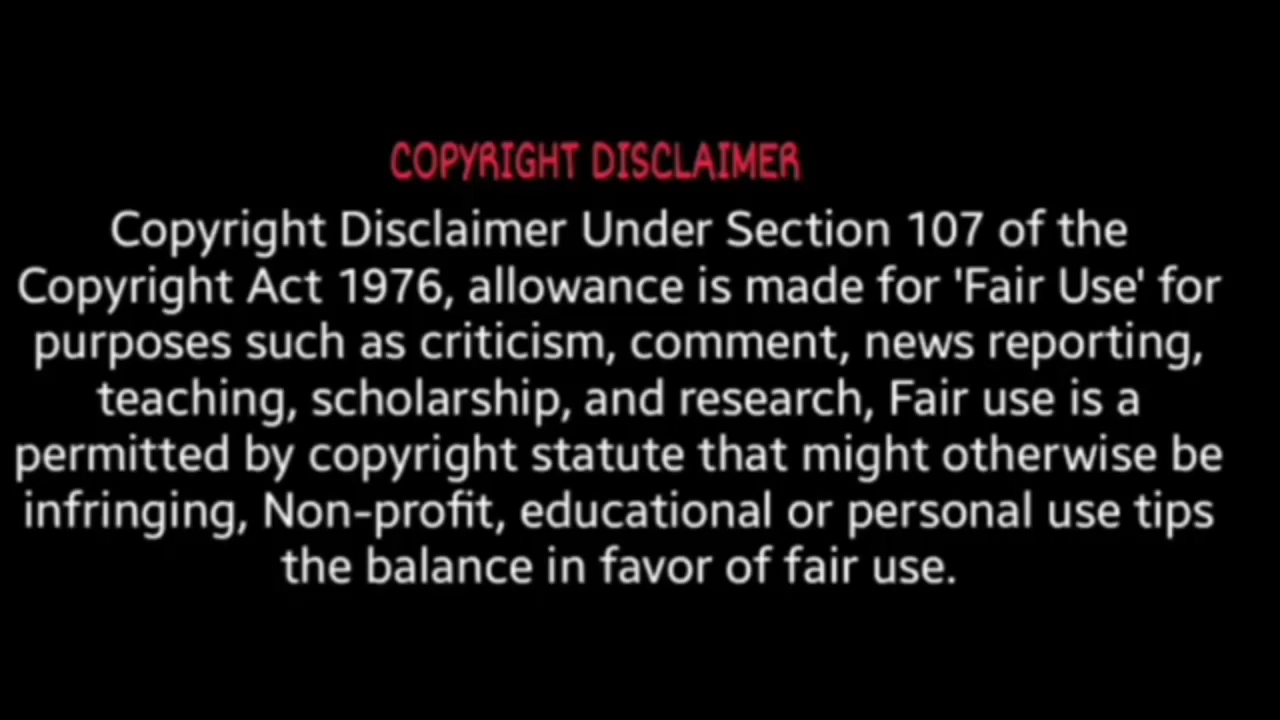 COPYRIGHT DISCLAIMER
Copyright Disclaimer Under Section 107 of the
Copyright Act 1976, allowance is made for 'Fair Use' for
purposes such as criticism, comment, news reporting,
teaching, scholarship, and research, Fair use is a
permitted by copyright statute that might otherwise be
infringing, Non-profit, educational or personal use tips
the balance in favor of fair use.